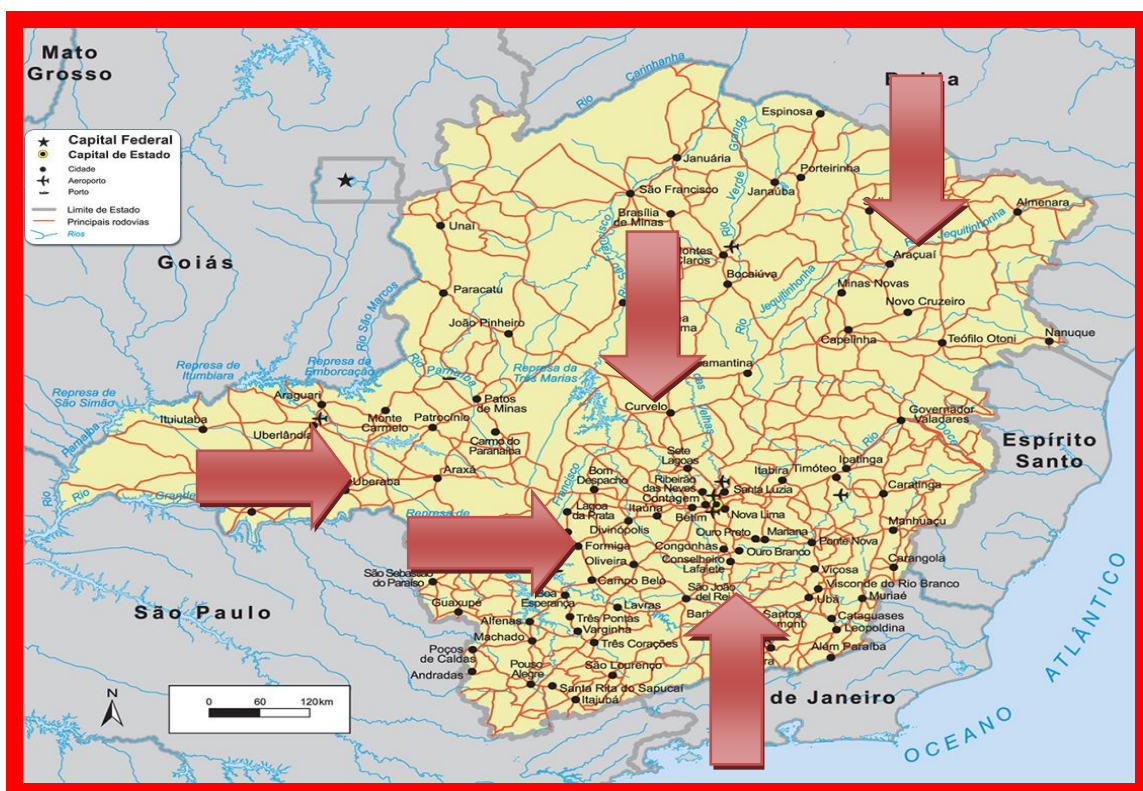 Mato
Grosso
Capital Federal
Capital de Estado
Cidade
Aeroporto
Porto
Limite de Estado
Principais rodovias
Rios
Goiás
Rio Carinhanha
Espinosa
Rio Verde Grande
Januária
Porteirinha
Janaúba
São Francisco
Brasília
de Minas
Almenara
Jequitinhonha
Unaí
Araçuaí
Bocaiúva
Minas Novas
Jequitinhonha
Rio
Novo Cruzeiro
Paracatu
Rio São Marcos
João Pinheiro
Capelinha
Teófilo Otoni
Nanuque
Represa de
Itumbiara
Represa da
Emborcação
Rio Parnaíba
Represa da
Três Marias
Represa de
São Simão
Araguari
Patos
de Minas
Ituiutaba
Monte
Carmelo
Patrocínio
Curvelo
Velhas
Governador
Valadares
Doce
Uberlândia
Carmo do
Paranaíba
Rio
Espírito
Santo
Sete
Lagoas
Ipatinga
Itabira
Timóteo
Paranaíba
Araxá
Bom
Despacho
Ribeirão
das Neves
Santa Luzia
Caratinga
Uberaba
Rio
Grande
Francisco
Contagem
Lagoa
da Prata
Itaúna
Betim
Nova Lima
Represa de
Divinópolis
Ouro Preto
Mariana
Manhuaçu
Formiga
Congonhas
Ouro Branco
Ponte Nova
Oliveira
Conselheiro
Lafaiete
Carangola
São Sebastião
do Paraíso
Campo Belo
Viçosa
Visconde do Rio Branco
São João
del Rei
Ubá
Muriaé
São Paulo
Guaxupé
Boa
Esperança
Lavras
Santos
Cataguases
Alfenas
Três Pontas
Leopoldina
Machado
Varginha
Três Corações
Além Paraíba
Poços
de Caldas
Andradas
Pouso
Alegre
São Lourenço
Santa Rita do Sapucaí
Itajubá
de Janeiro
N
0 60 120km
OCEANO ATLÂNTICO